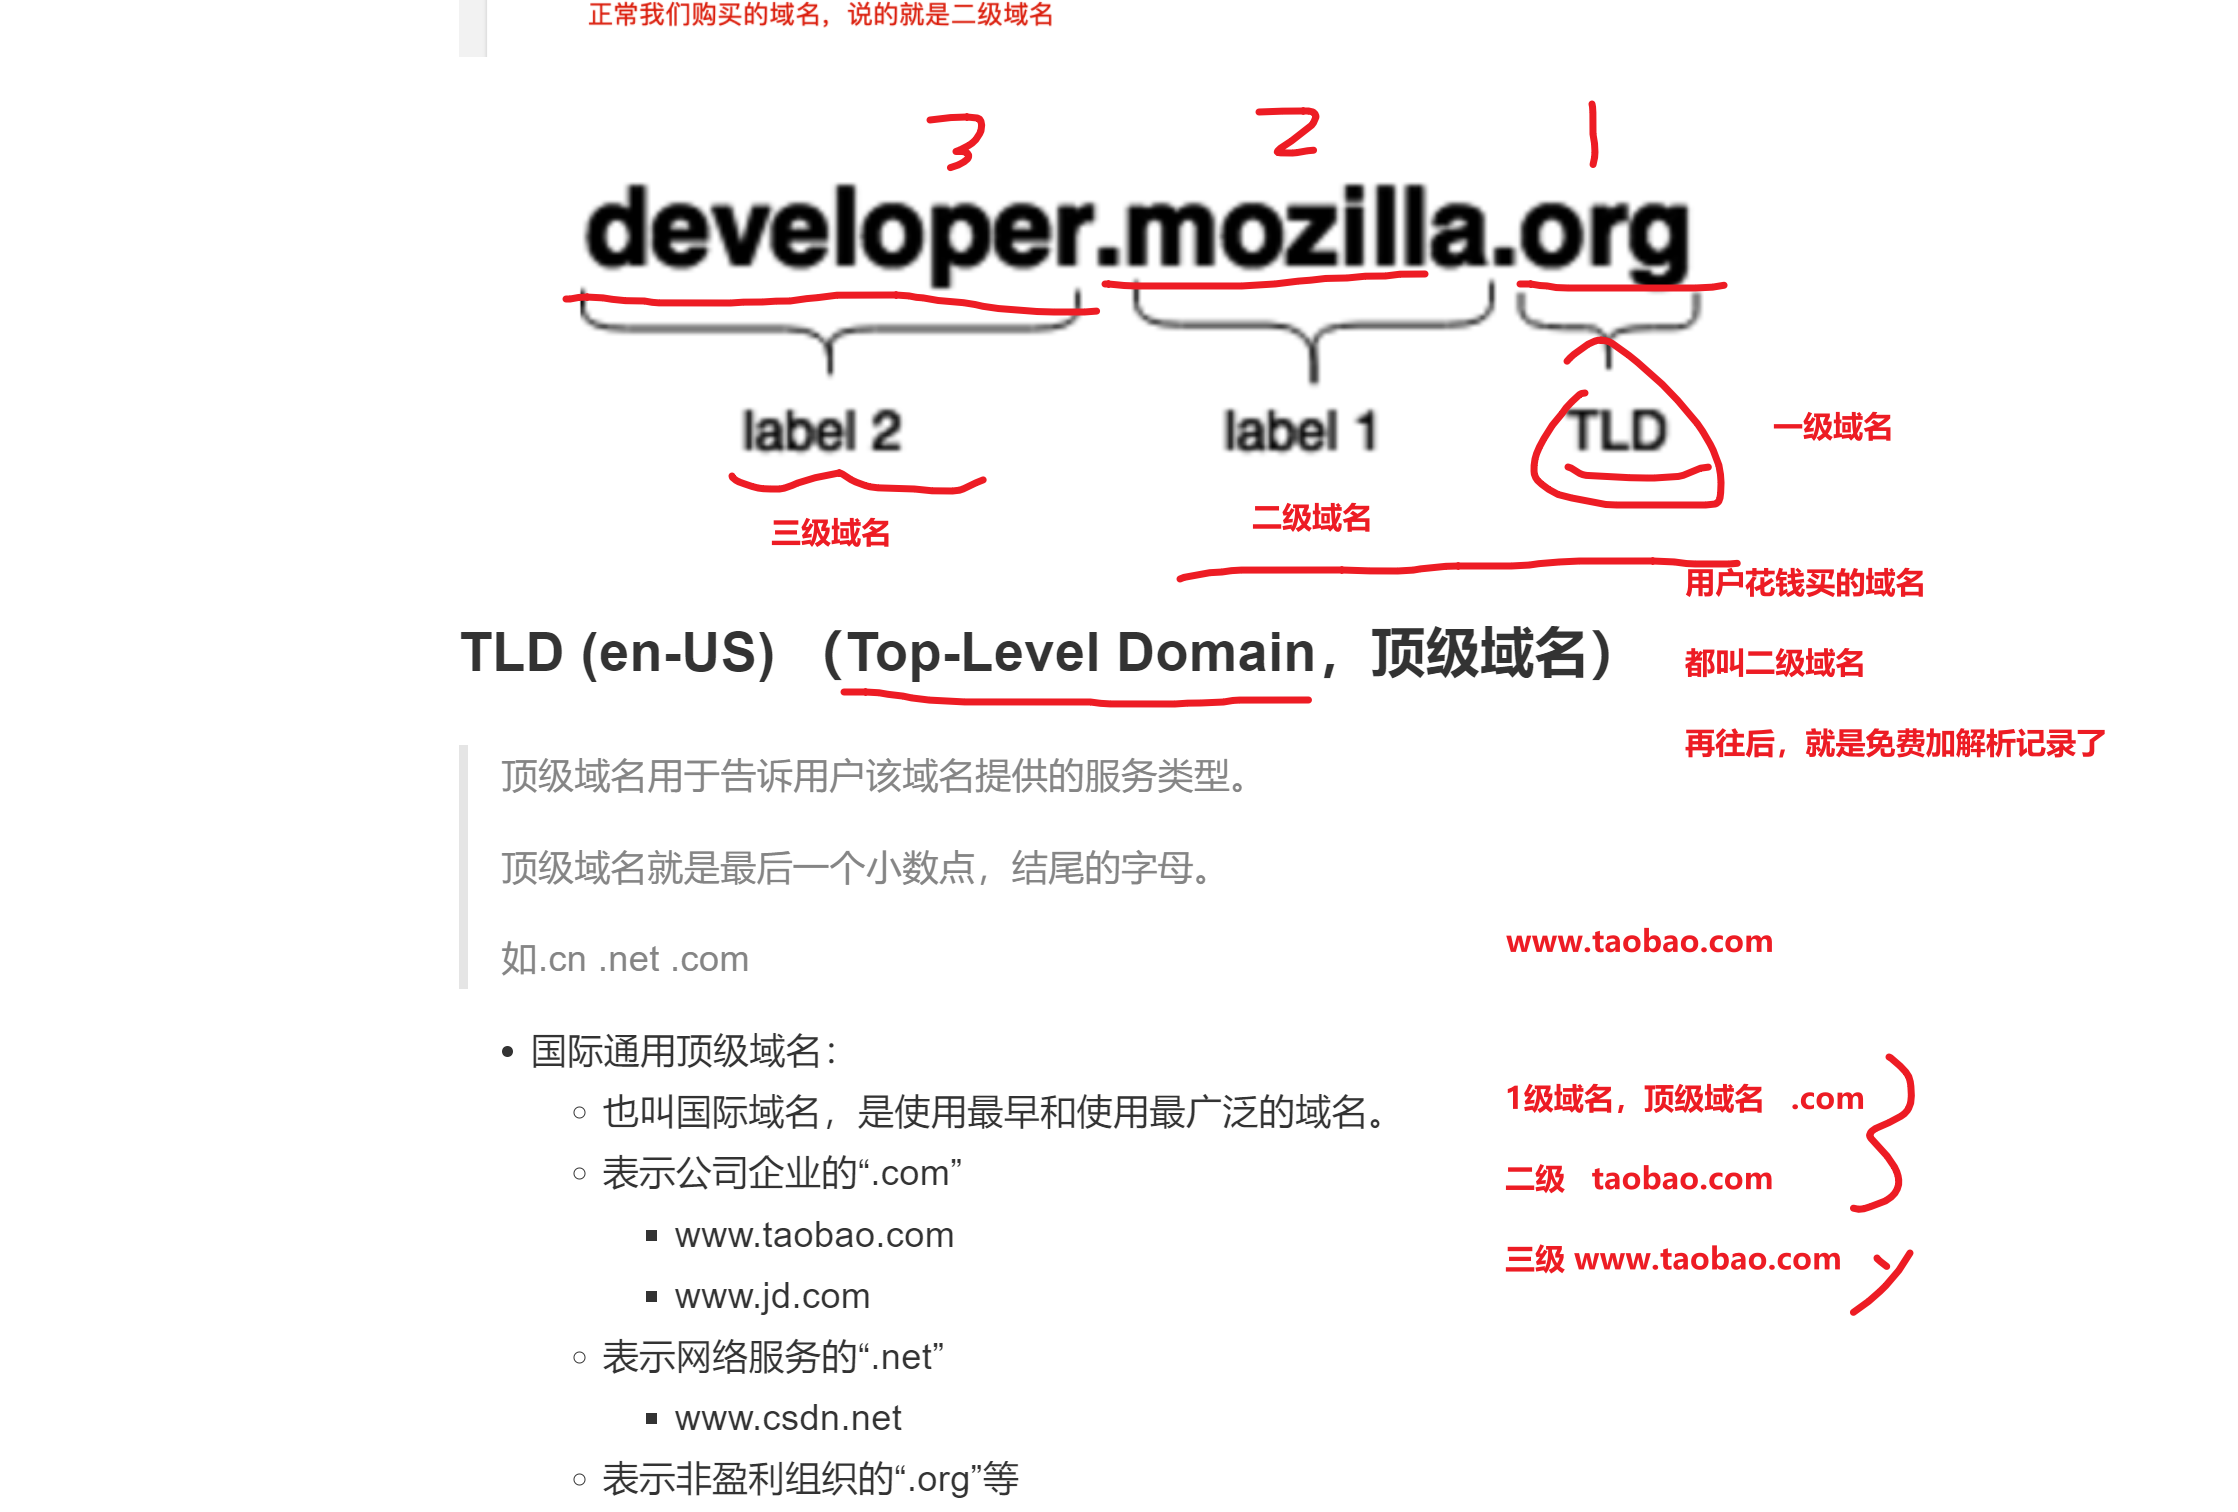 正常我们购买的域名，说的就是二级域名
3 2 1
developer.mozilla.org
label 2 label 1 TLD 一级域名
三级域名 二级域名
用户花钱买的域名
TLD (en-US) （Top-Level Domain，顶级域名） 都叫二级域名
再往后，就是免费加解析记录了
顶级域名用于告诉用户该域名提供的服务类型。
顶级域名就是最后一个小数点，结尾的字母。
如.cn .net .com www.taobao.com
国际通用顶级域名：
也叫国际域名，是使用最早和使用最广泛的域名。 1级域名，顶级域名 .com
表示公司企业的“.com” 二级 taobao.com
www.taobao.com 三级 www.taobao.com
www.jd.com
表示网络服务的“.net”
www.csdn.net
表示非盈利组织的“.org”等